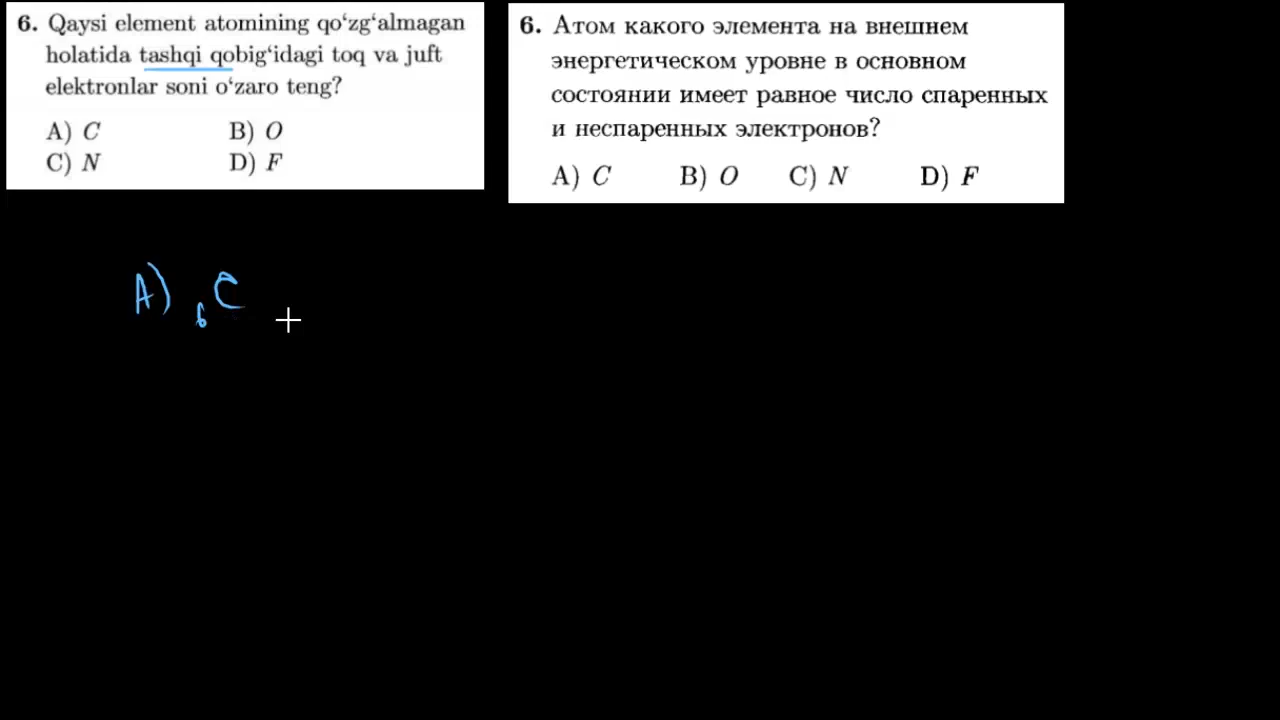 6. Qaysi element atomining qo‘zg‘almagan
holatida tashqi qobig‘idagi toq va juft
elektronlar soni o‘zaro teng?
A) C B) O
C) N D) F
6. Атом какого элемента на внешнем
энергетическом уровне в основном
состоянии имеет равное число спаренных
и неспаренных электронов?
A) C B) O C) N D) F
A) ₆C